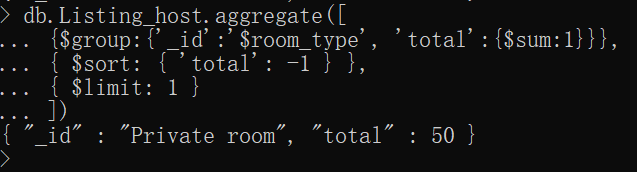 > db.Listing_host.aggregate([
... {$group:{'_id':'$room_type', 'total':{$sum:1}}},
... { $sort: { 'total': -1 } },
... { $limit: 1 }
... ])
{ "_id" : "Private room", "total" : 50 }
>